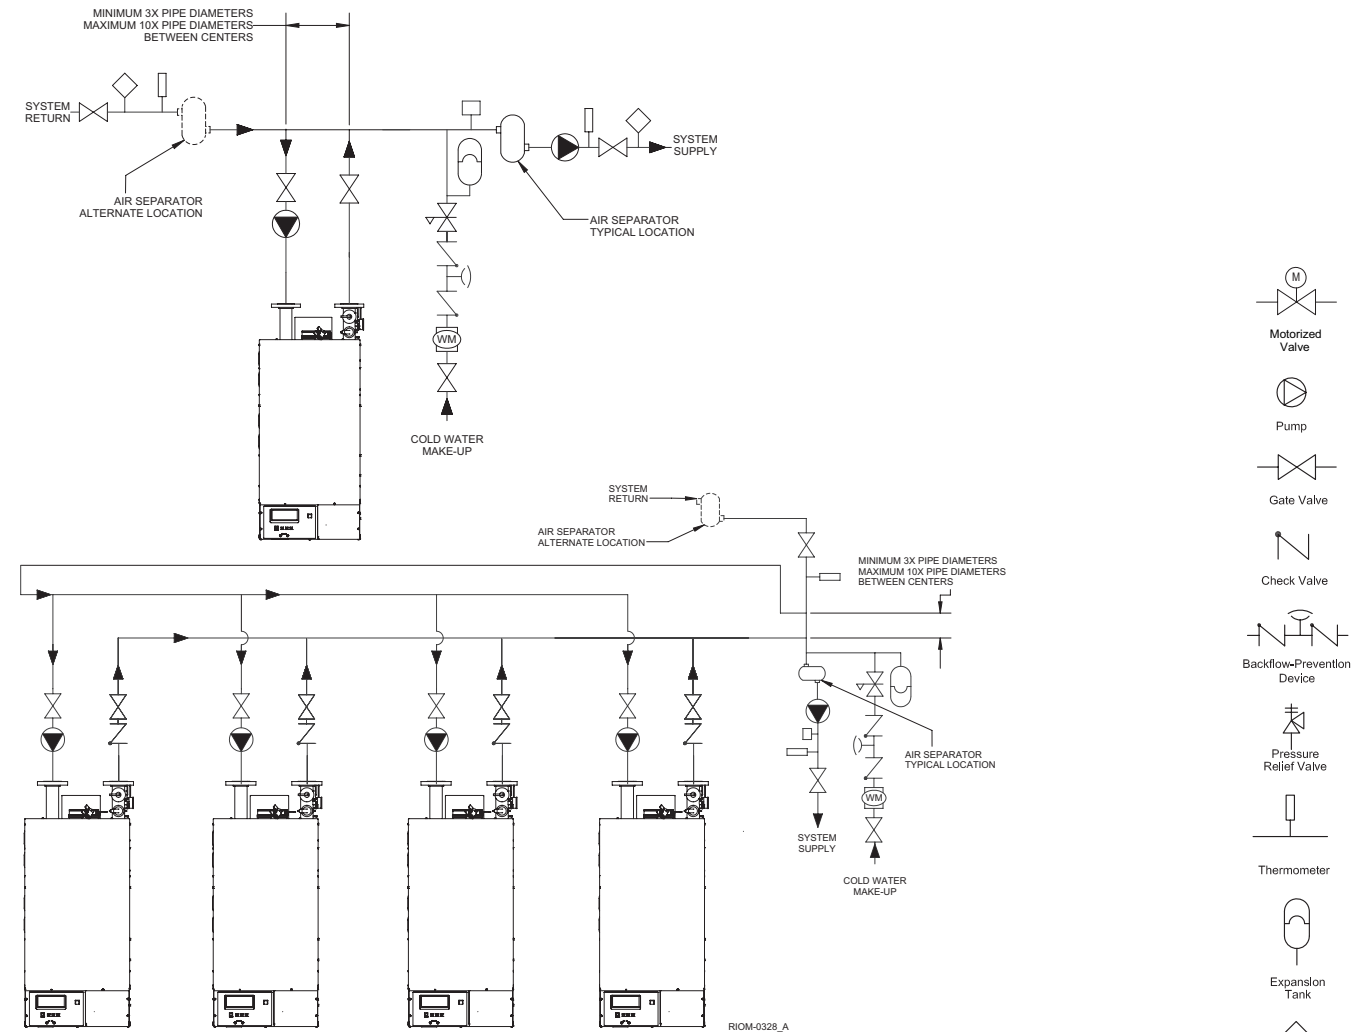 MINIMUM 3X PIPE DIAMETERS
MAXIMUM 10X PIPE DIAMETERS
BETWEEN CENTERS
SYSTEM
RETURN
SYSTEM
SUPPLY
AIR SEPARATOR
ALTERNATE LOCATION
AIR SEPARATOR
TYPICAL LOCATION
WM
COLD WATER
MAKE-UP
SYSTEM
RETURN
AIR SEPARATOR
ALTERNATE LOCATION
MINIMUM 3X PIPE DIAMETERS
MAXIMUM 10X PIPE DIAMETERS
BETWEEN CENTERS
AIR SEPARATOR
TYPICAL LOCATION
WM
SYSTEM
SUPPLY
COLD WATER
MAKE-UP
RIOM-0328_A
M
Motorized
Valve
Pump
Gate Valve
Check Valve
Backflow-Prevention
Device
Pressure
Relief Valve
Thermometer
Expansion
Tank